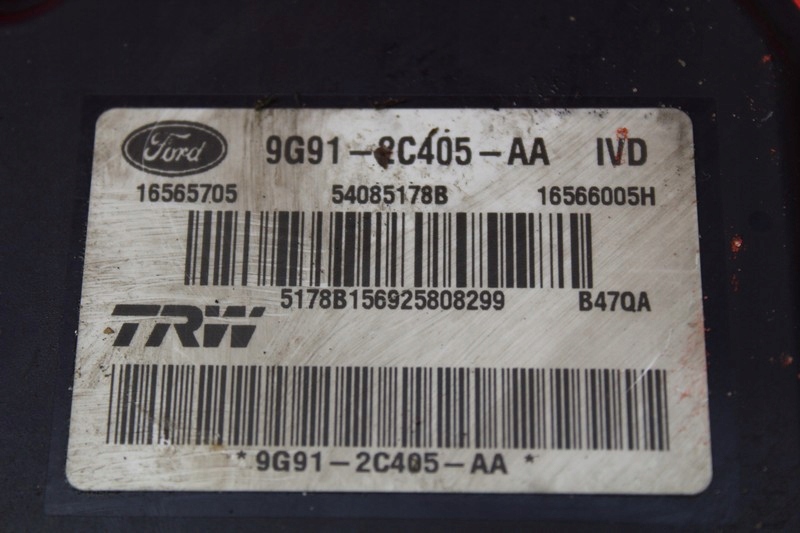 Ford 9G91-2C405-AA IVD
16565705 54085178B 16566005H
5178B156925808299 B47QA
TRW
*9G91-2C405-AA*